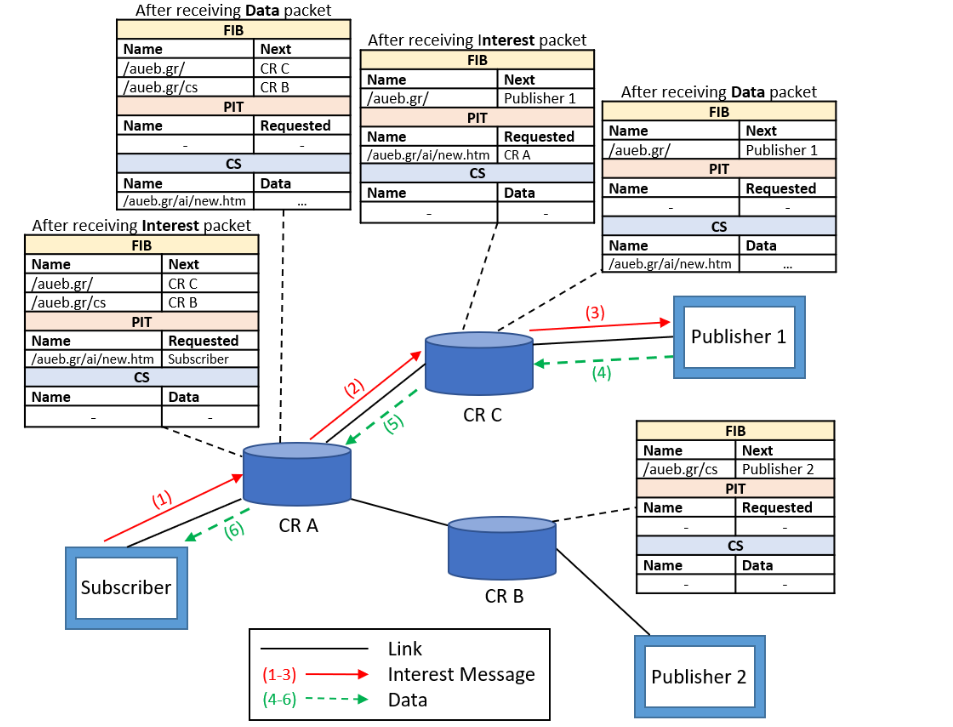 After receiving Data packet
FIB
Name Next
/aueb.gr/ CR C
/aueb.gr/cs CR B
PIT
Name Requested
- -
CS
Name Data
/aueb.gr/ai/new.htm ...
After receiving Interest packet
FIB
Name Next
/aueb.gr/ Publisher 1
PIT
Name Requested
/aueb.gr/ai/new.htm CR A
CS
Name Data
- -
After receiving Data packet
FIB
Name Next
/aueb.gr/ Publisher 1
PIT
Name Requested
- -
CS
Name Data
/aueb.gr/ai/new.htm ...
After receiving Interest packet
FIB
Name Next
/aueb.gr/ CR C
/aueb.gr/cs CR B
PIT
Name Requested
/aueb.gr/ai/new.htm Subscriber
CS
Name Data
- -
(3)
Publisher 1
(4)
(2)
CR C
(5)
(1)
CR A
(6)
Subscriber
CR B
FIB
Name Next
/aueb.gr/cs Publisher 2
PIT
Name Requested
- -
CS
Name Data
- -
Publisher 2
Link
(1-3) Interest Message
(4-6) Data